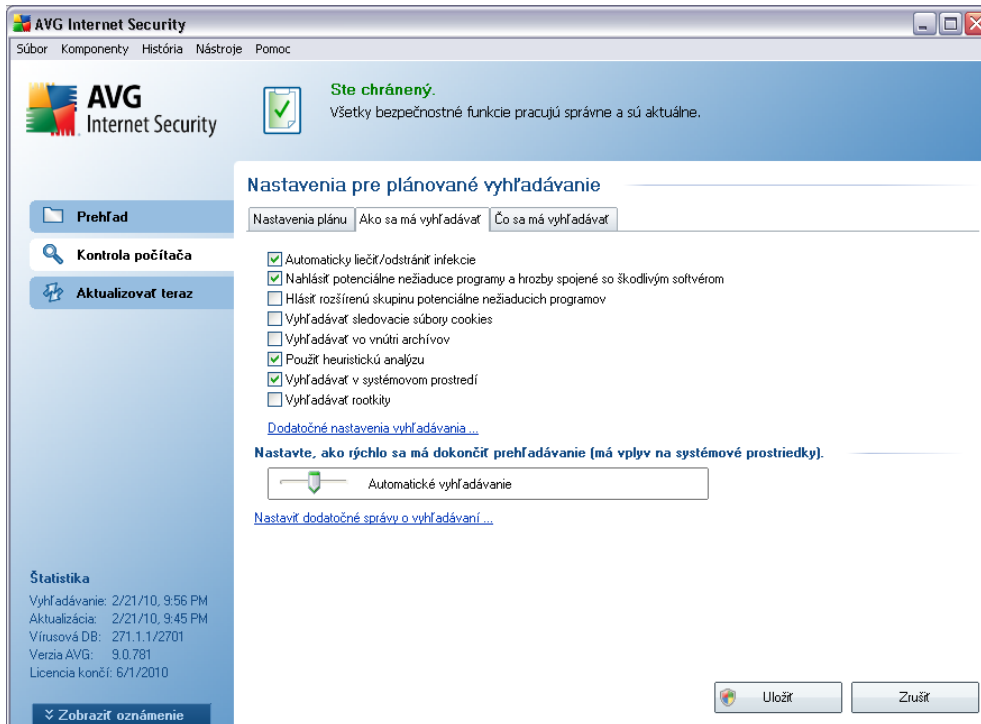 AVG Internet Security
Súbor Komponenty História Nástroje Pomoc
AVG
Internet Security
Ste chránený.
Všetky bezpečnostné funkcie pracujú správne a sú aktuálne.
Prehľad
Kontrola počítača
Aktualizovať teraz
Nastavenia pre plánované vyhľadávanie
Nastavenia plánu Ako sa má vyhľadávať Čo sa má vyhľadávať
Automaticky liečiť/odstrániť infekcie
Nahlásiť potenciálne nežiaduce programy a hrozby spojené so škodlivým softvérom
Hlásiť rozšírenú skupinu potenciálne nežiaducich programov
Vyhľadávať sledovacie súbory cookies
Vyhľadávať vo vnútri archívov
Použiť heuristickú analýzu
Vyhľadávať v systémovom prostredí
Vyhľadávať rootkity
Dodatočné nastavenia vyhľadávania ...
Nastavte, ako rýchlo sa má dokončiť prehľadávanie (má vplyv na systémové prostriedky).
Automatické vyhľadávanie
Nastaviť dodatočné správy o vyhľadávaní ...
Štatistika
Vyhľadávanie: 2/21/10, 9:56 PM
Aktualizácia: 2/21/10, 9:45 PM
Vírusová DB: 271.1.1/2701
Verzia AVG: 9.0.781
Licencia končí: 6/1/2010
Zobraziť oznámenie
Uložiť Zrušiť